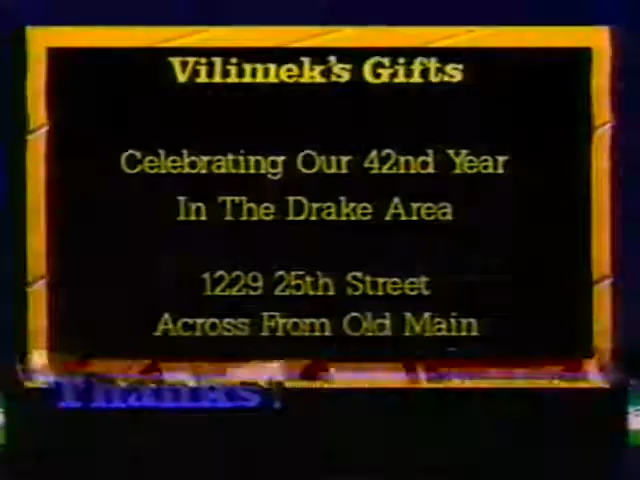 Vilimek's Gifts
Celebrating Our 42nd Year
In The Drake Area
1229 25th Street
Across From Old Main
Thanks!